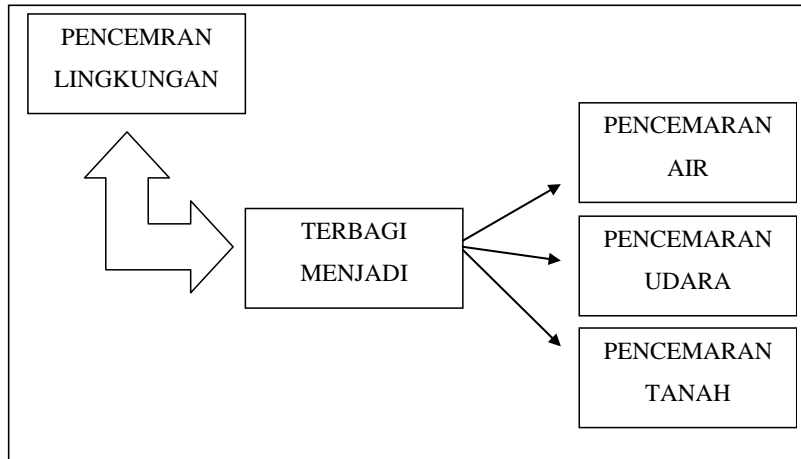 PENCEMRAN
LINGKUNGAN
TERBAGI
MENJADI
PENCEMARAN
AIR
PENCEMARAN
UDARA
PENCEMARAN
TANAH